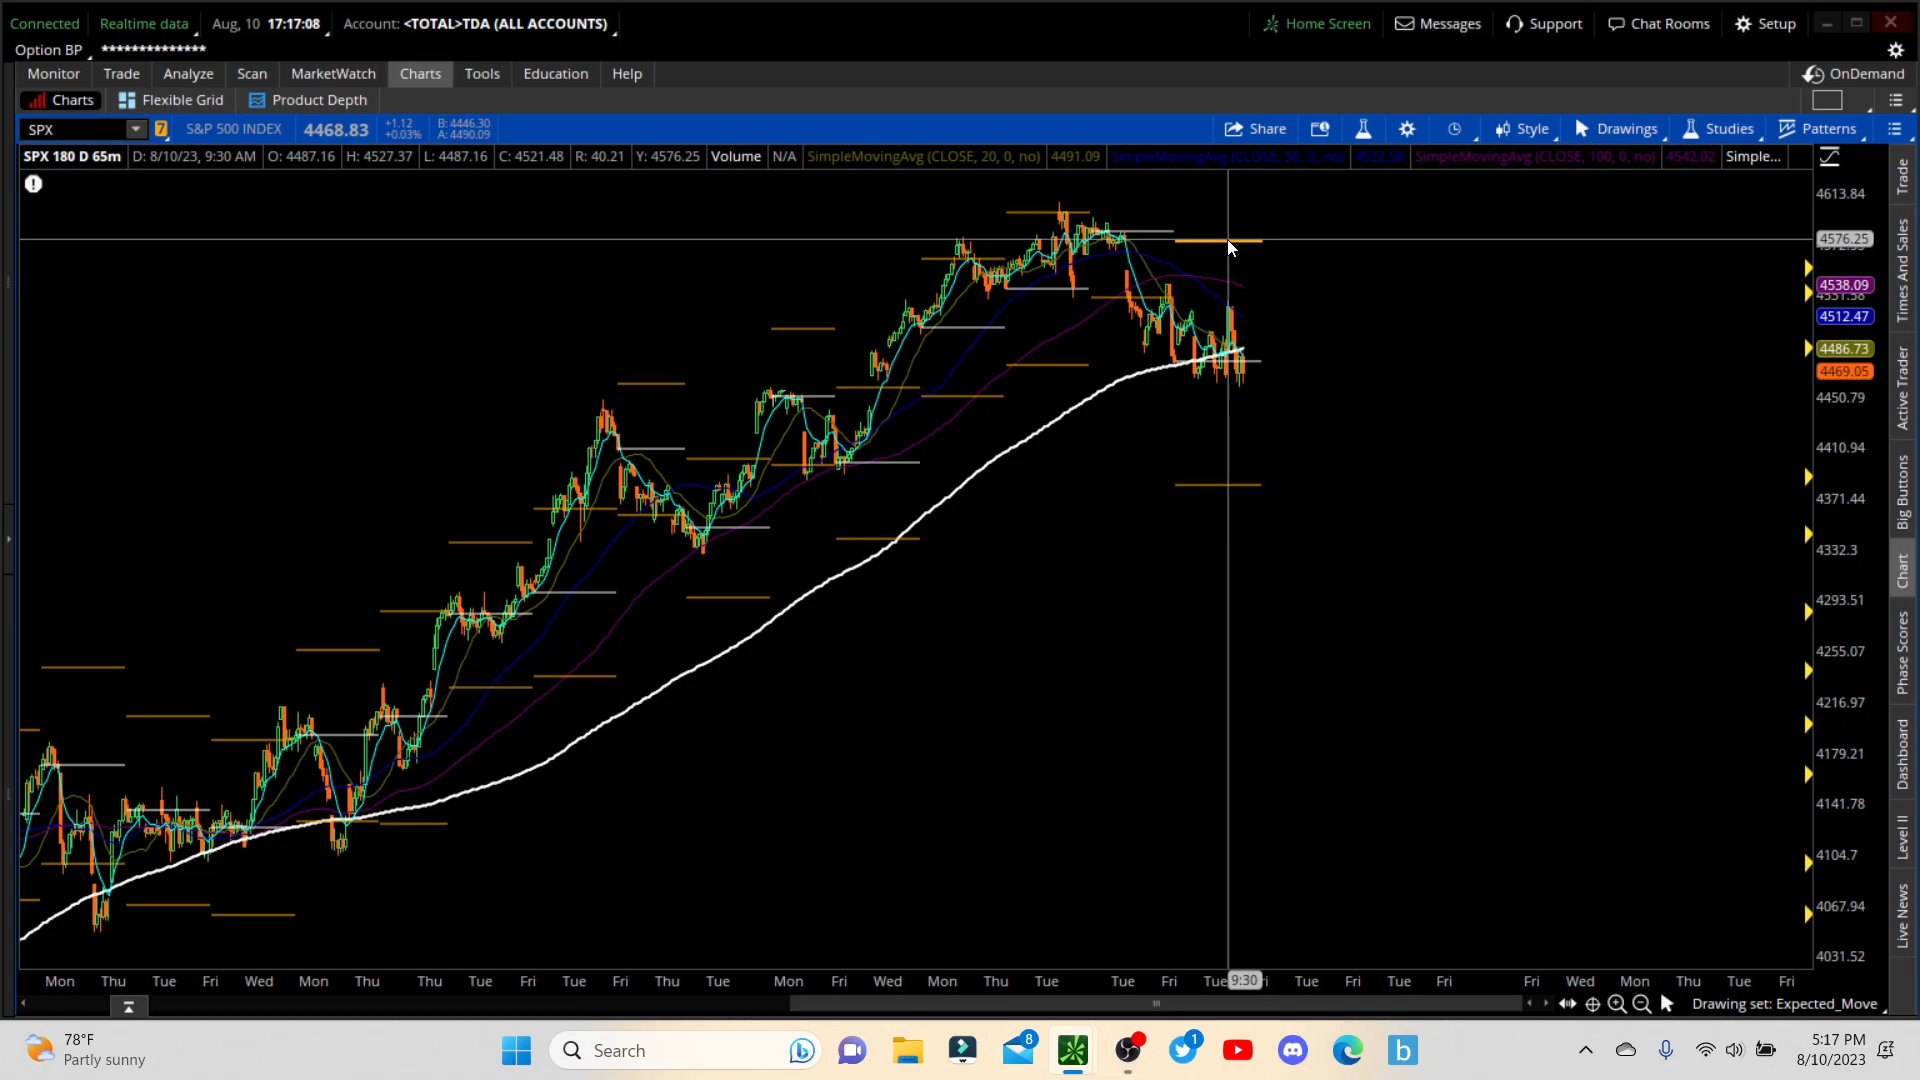 Connected Realtime data Aug, 10 17:17:08 Account: <TOTAL>TDA (ALL ACCOUNTS) Home Screen Messages Support Chat Rooms Setup
Option BP **************
Monitor Trade Analyze Scan MarketWatch Charts Tools Education Help OnDemand
Charts Flexible Grid Product Depth
SPX 7 S&P 500 INDEX 4468.83 +1.12 +0.03% B: 4446.30 A: 4490.09 Share Style Drawings Studies Patterns
SPX 180 D 65m D: 8/10/23, 9:30 AM O: 4487.16 H: 4527.37 L: 4487.16 C: 4521.48 R: 40.21 Y: 4576.25 Volume N/A SimpleMovingAvg (CLOSE, 20, 0, no) 4491.09 SimpleMovingAvg (CLOSE, 50, 0, no) 4522.58 SimpleMovingAvg (CLOSE, 100, 0, no) 4542.02 Simple...
4613.84
4576.25
4538.09
4512.47
4486.73
4469.05
4450.79
4410.94
4371.44
4332.3
4293.51
4255.07
4216.97
4179.21
4141.78
4104.7
4067.94
4031.52
Trade
Times And Sales
Active Trader
Big Buttons
Chart
Phase Scores
Dashboard
Level II
Live News
Mon Thu Tue Fri Wed Mon Thu Thu Tue Fri Tue Fri Thu Tue Mon Fri Wed Mon Thu Tue Tue Fri Tue 9:30 Tue Fri Tue Fri Fri Wed Mon Thu Tue Fri
Drawing set: Expected_Move
78°F
Partly sunny
Search
8
1
b
5:17 PM
8/10/2023